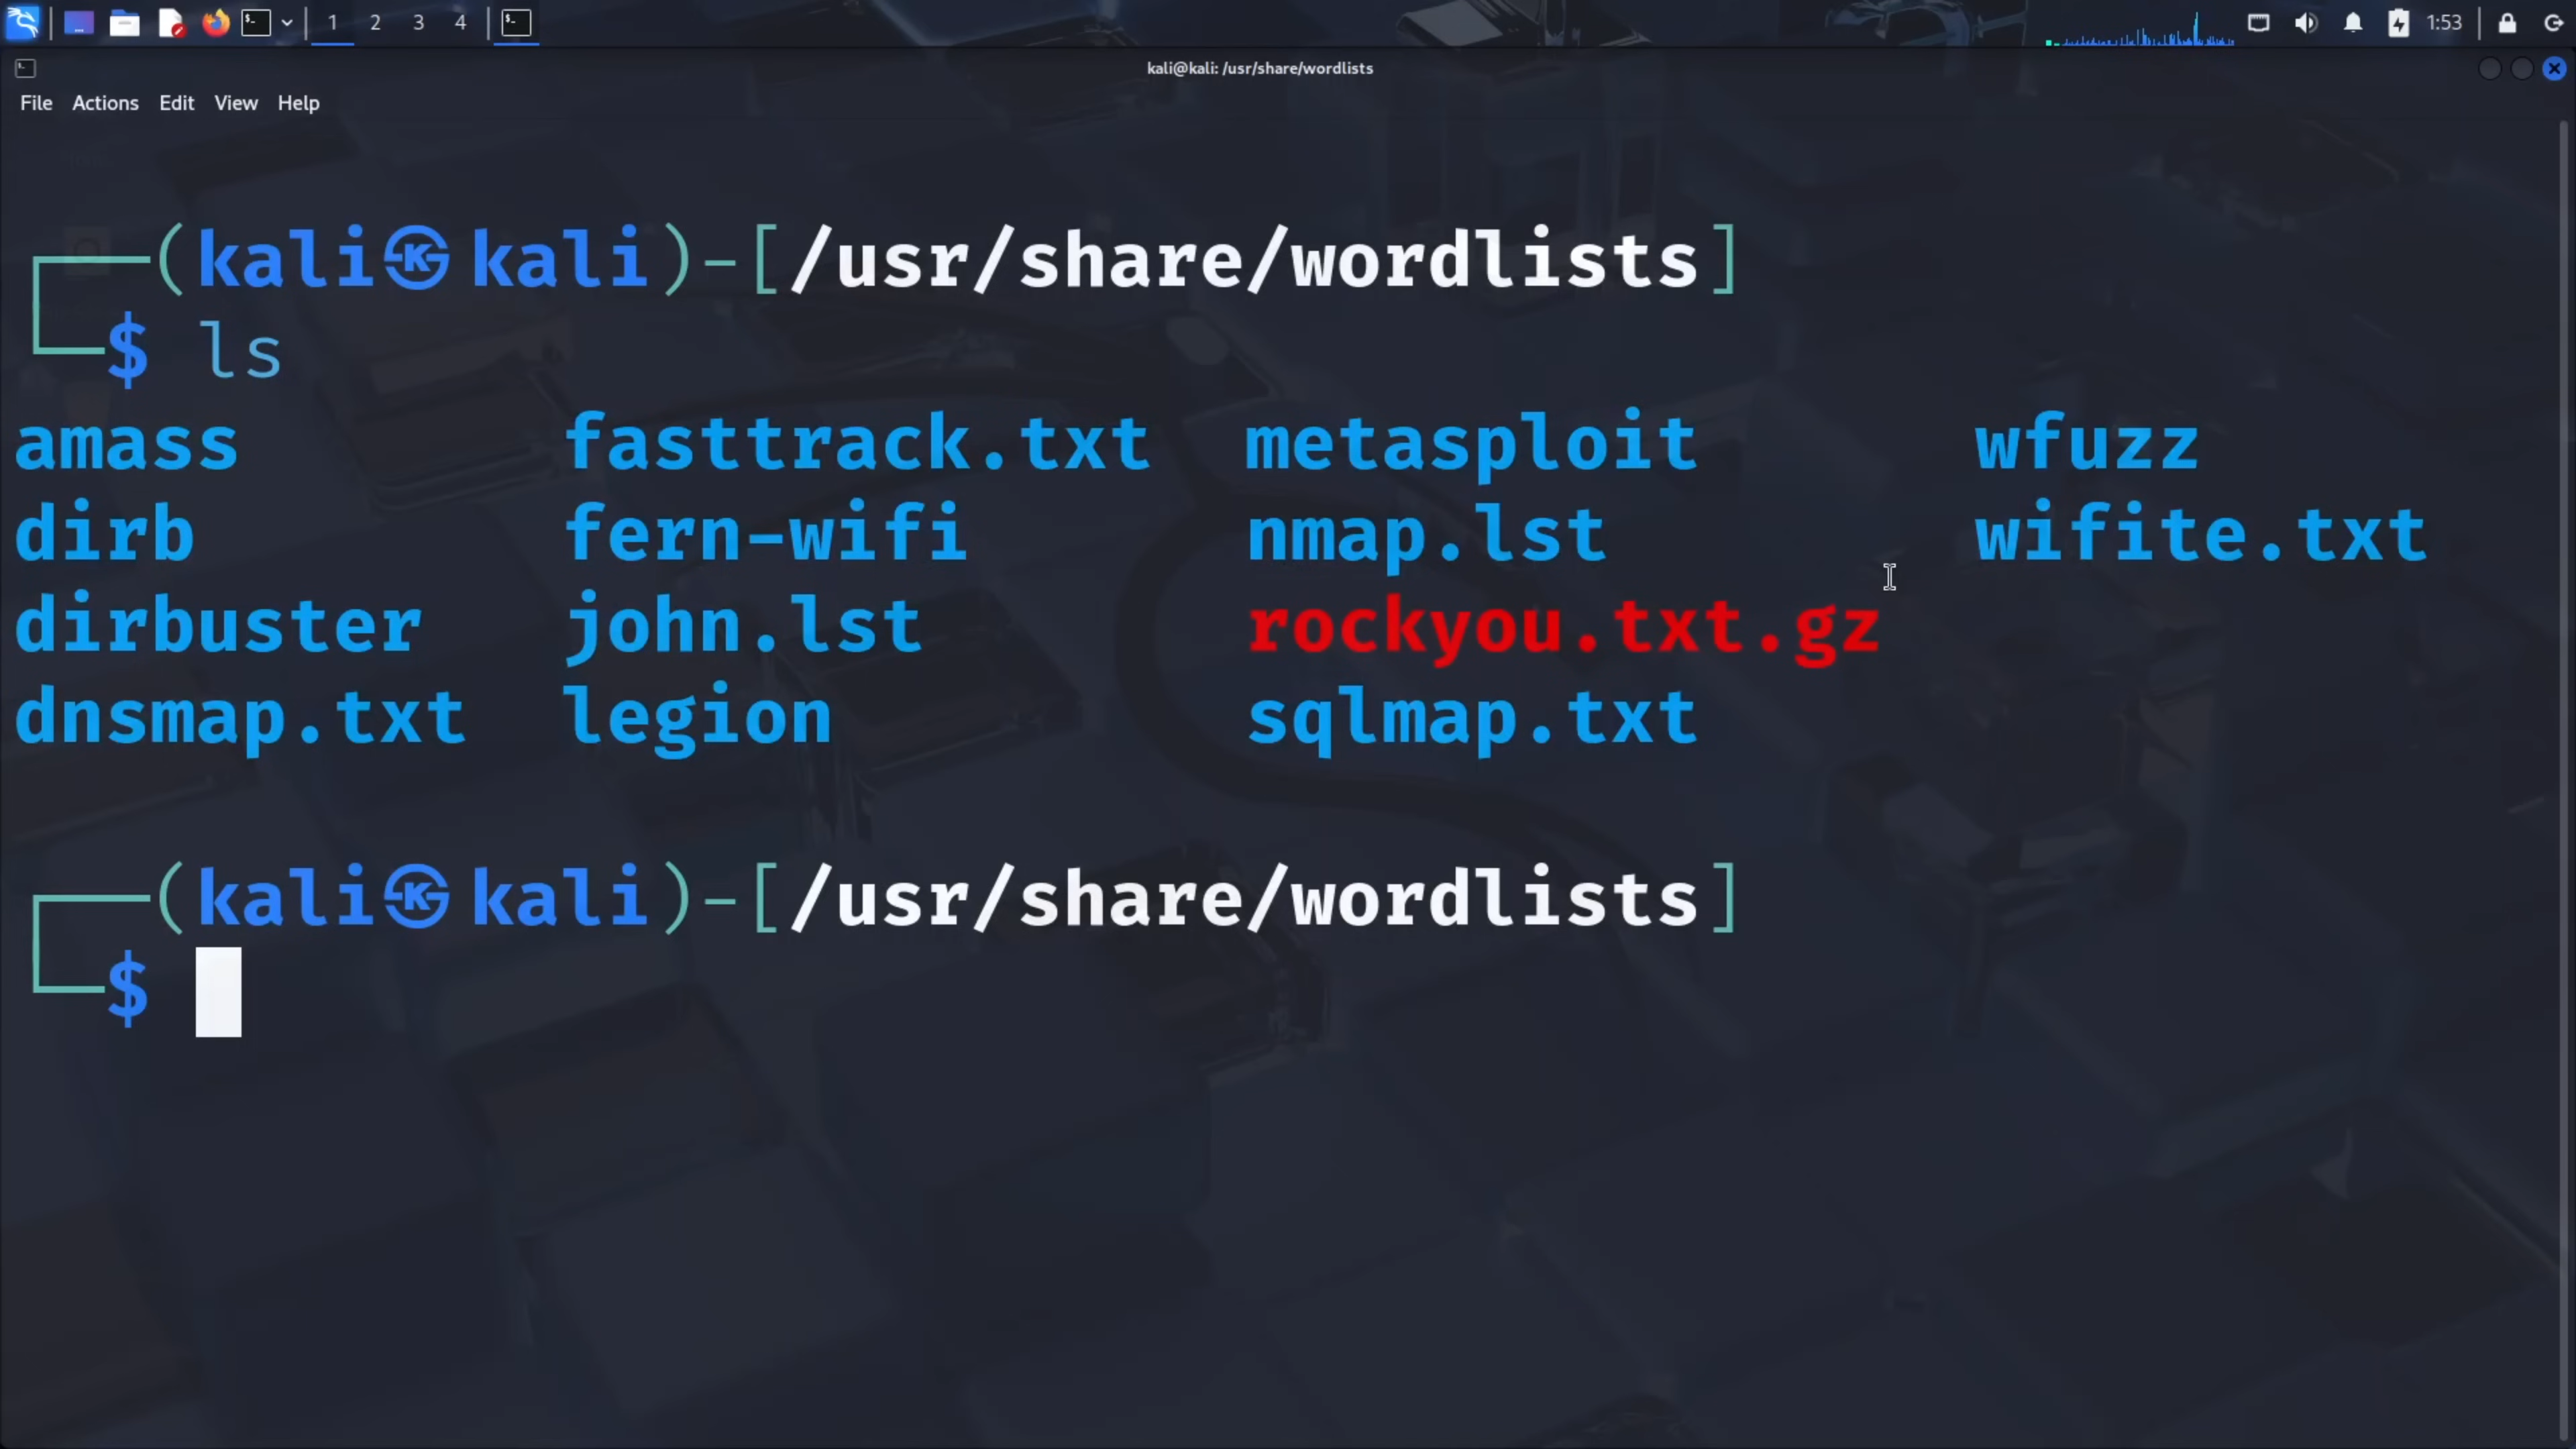 1 2 3 4 1:53
kali@kali: /usr/share/wordlists
File Actions Edit View Help
┌──(kali㉿kali)-[/usr/share/wordlists]
└─$ ls
amass fasttrack.txt metasploit wfuzz
dirb fern-wifi nmap.lst wifite.txt
dirbuster john.lst rockyou.txt.gz
dnsmap.txt legion sqlmap.txt
┌──(kali㉿kali)-[/usr/share/wordlists]
└─$